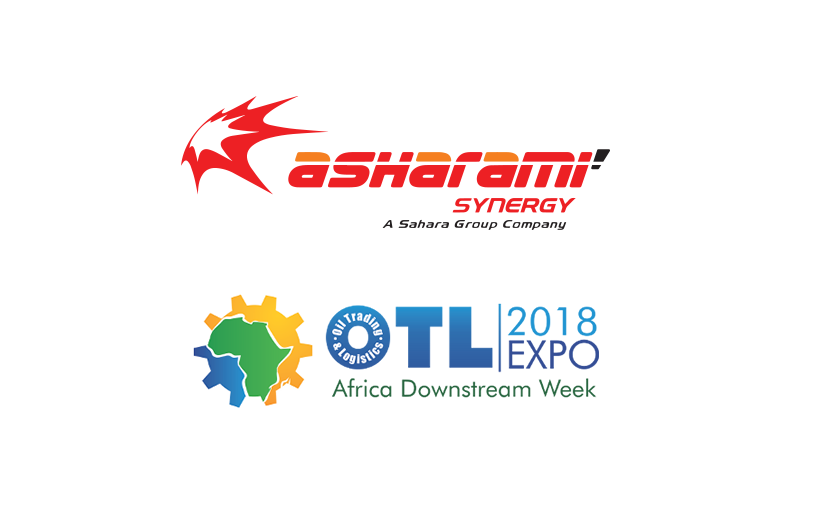 asharami
SYNERGY
A Sahara Group Company
Oil Trading
& Logistics
OTL
2018
EXPO
Africa Downstream Week